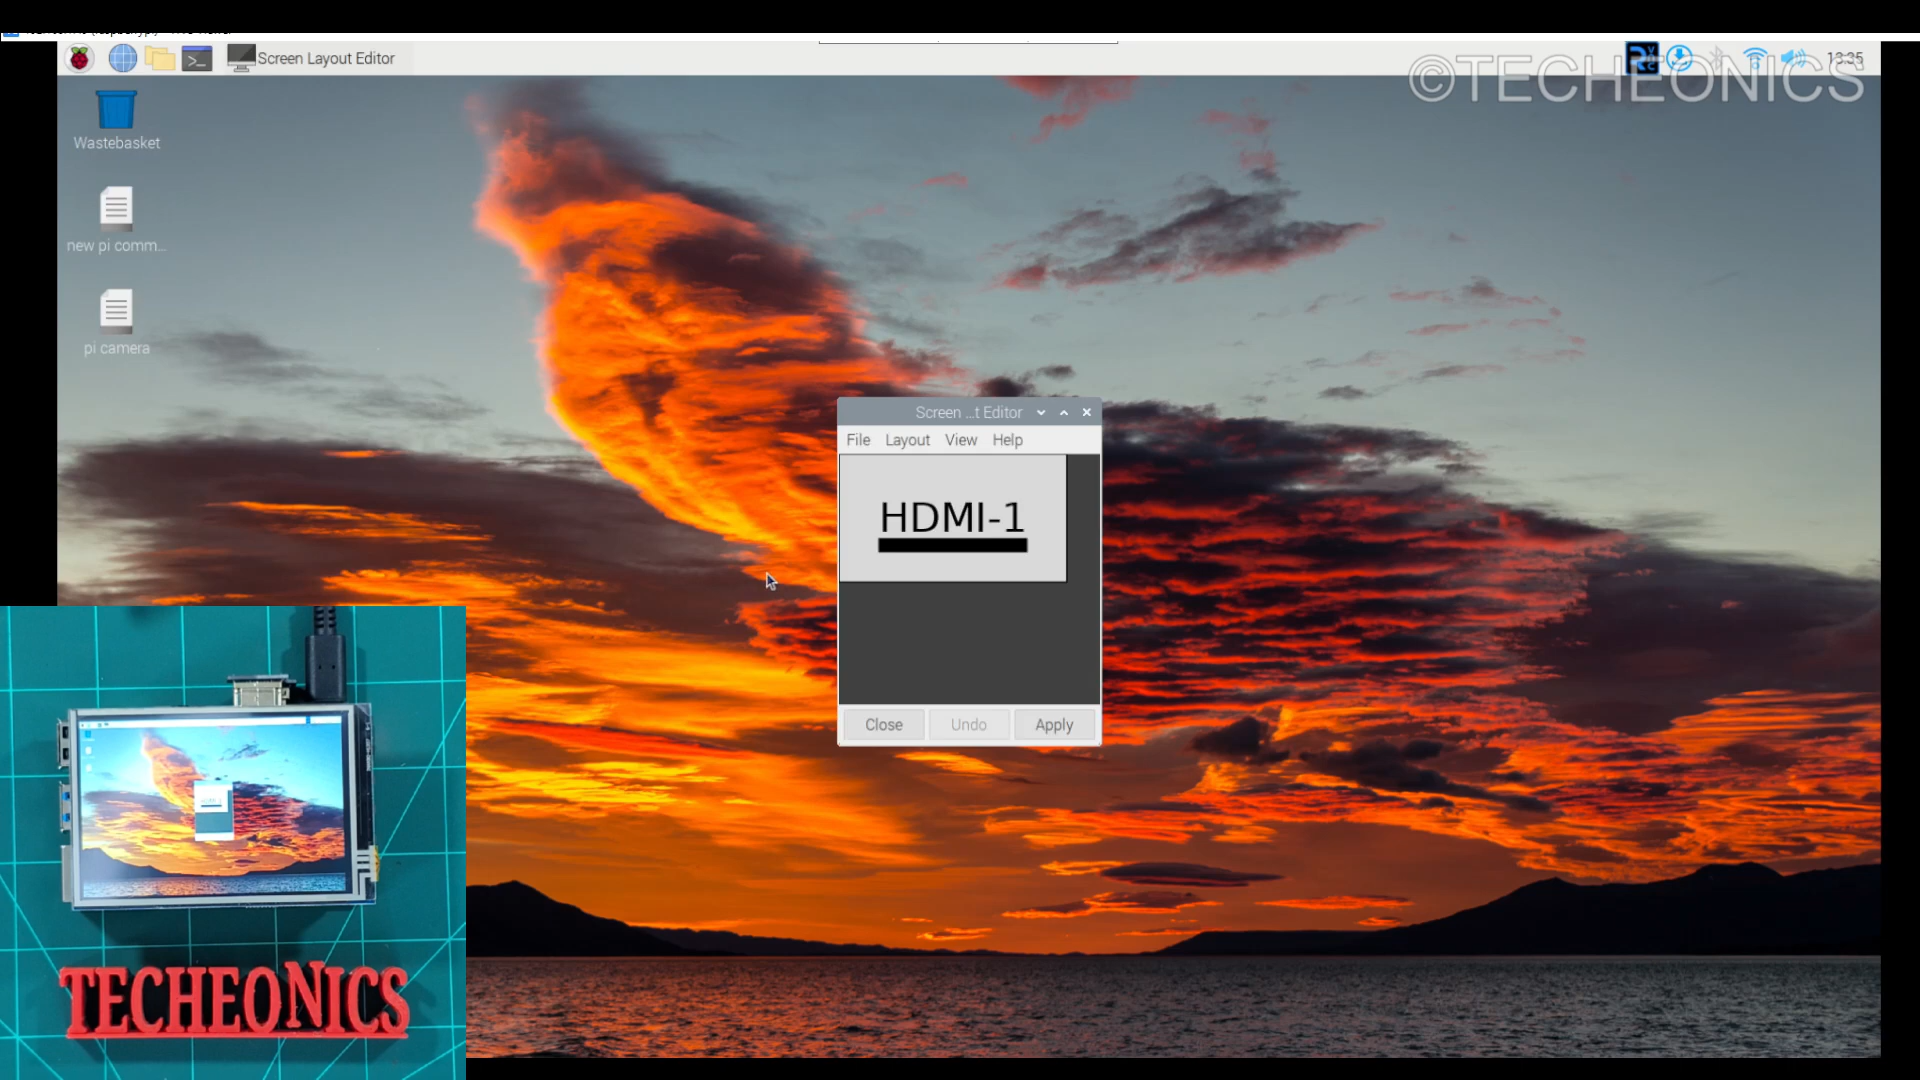 Screen Layout Editor
13:35
©TECHEONICS
Wastebasket
new pi comm...
pi camera
Screen ...t Editor
File Layout View Help
HDMI-1
Close Undo Apply
TECHEONICS